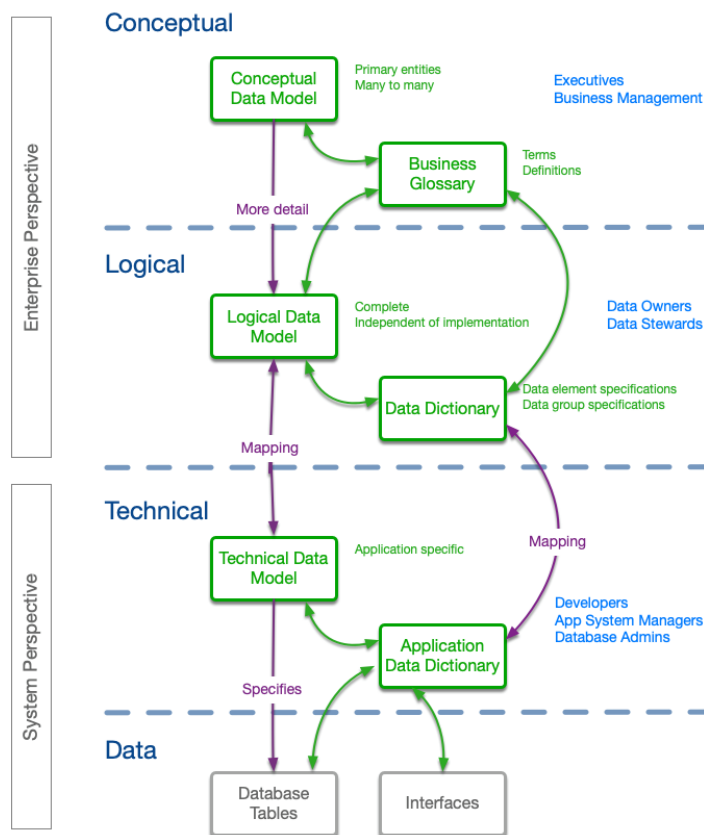 Conceptual
Enterprise Perspective
Conceptual
Data Model
Primary entities
Many to many
Executives
Business Management
Business
Glossary
Terms
Definitions
More detail
Logical
Logical Data
Model
Complete
Independent of implementation
Data Owners
Data Stewards
Data Dictionary
Data element specifications
Data group specifications
Mapping
System Perspective
Technical
Technical Data
Model
Application specific
Mapping
Developers
App System Managers
Database Admins
Application
Data Dictionary
Specifies
Data
Database
Tables
Interfaces